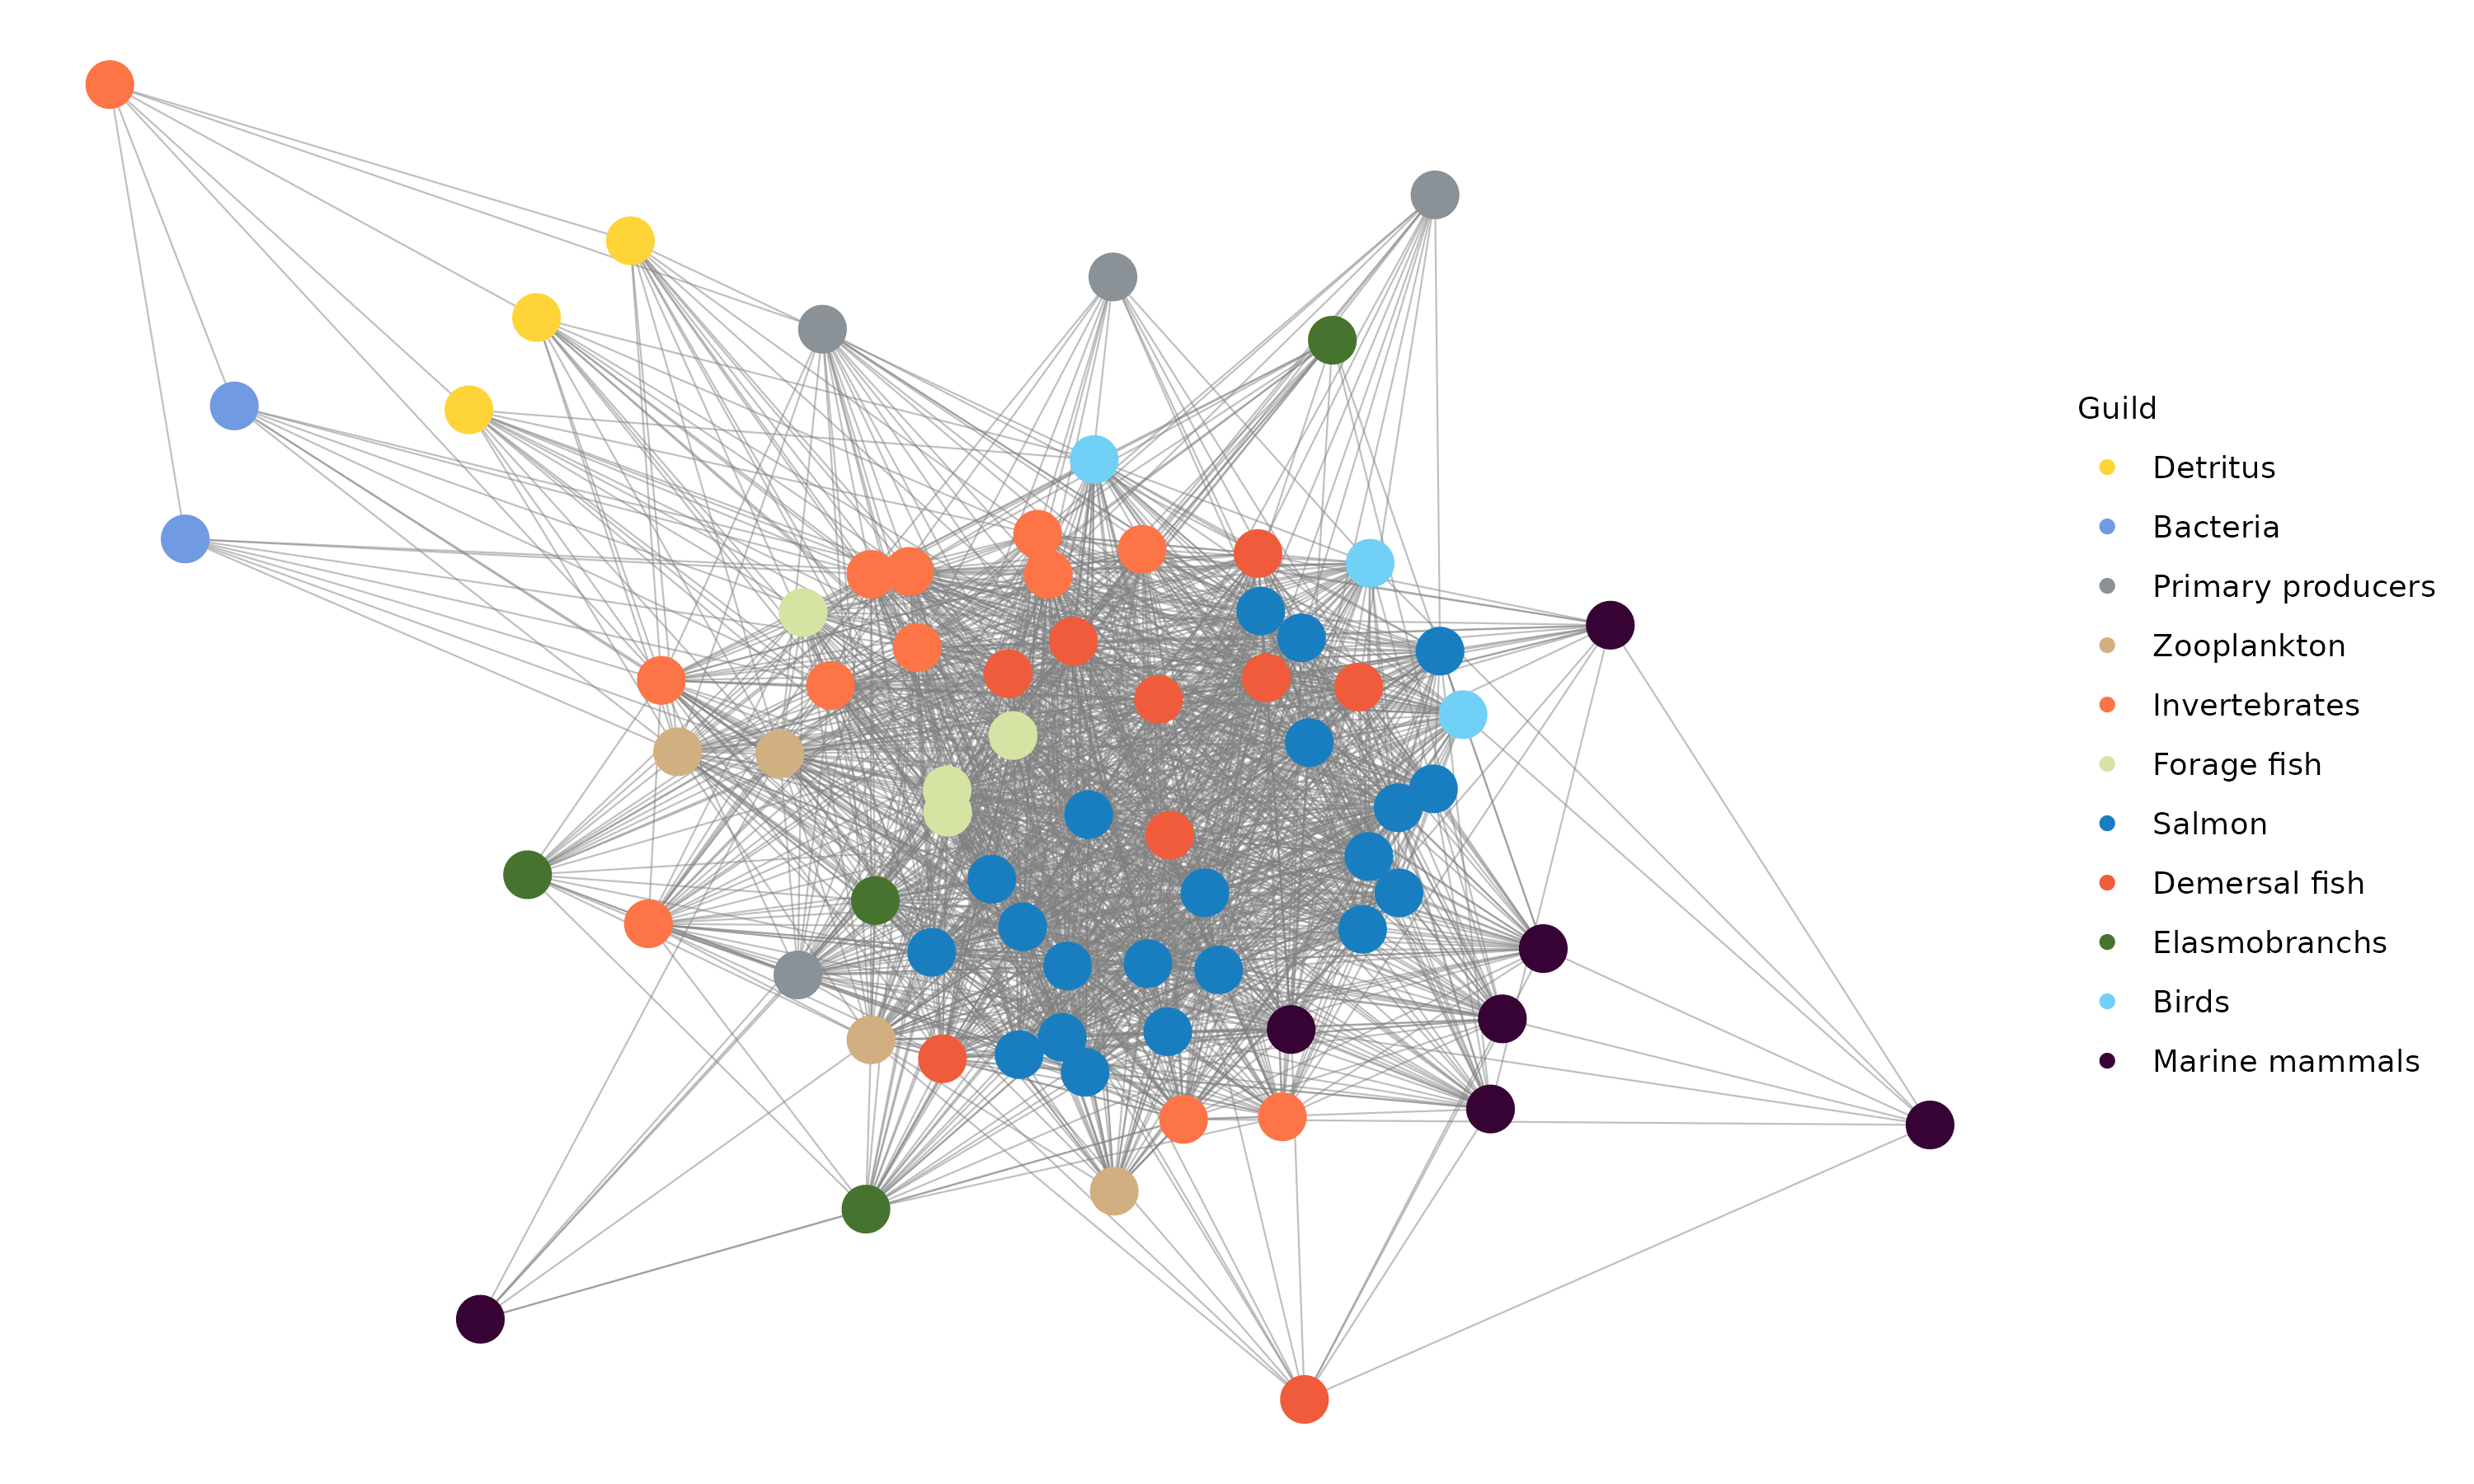 Guild
Detritus
Bacteria
Primary producers
Zooplankton
Invertebrates
Forage fish
Salmon
Demersal fish
Elasmobranchs
Birds
Marine mammals